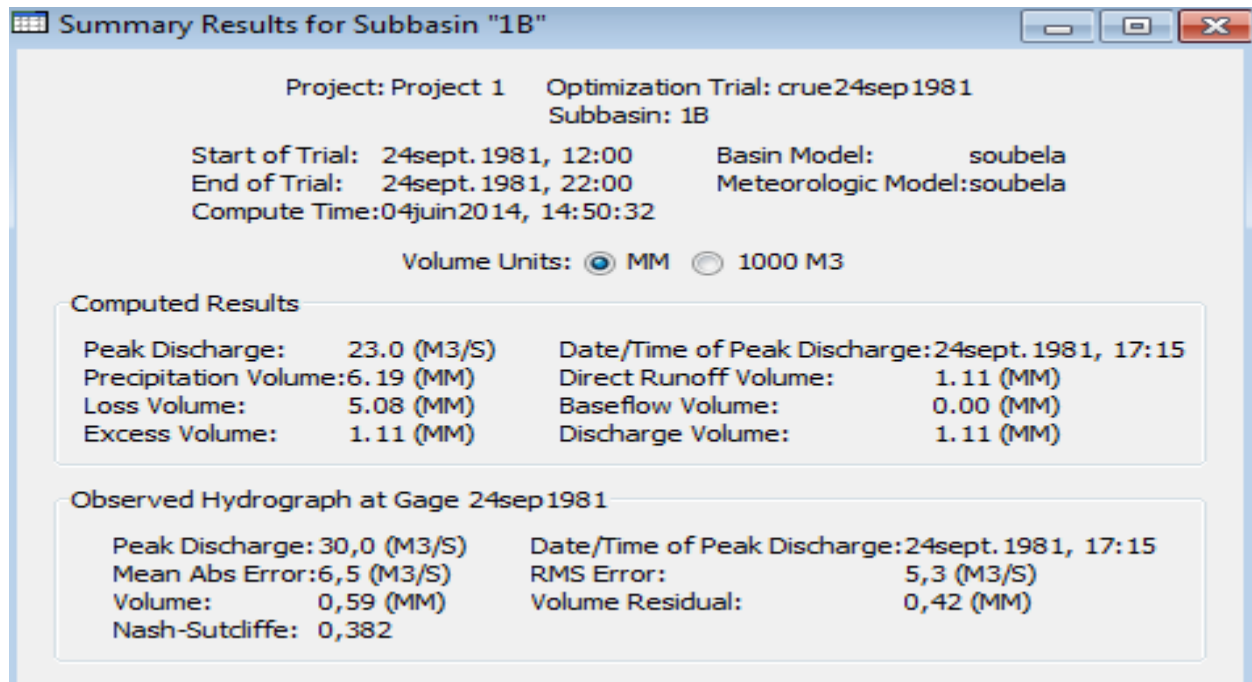 Summary Results for Subbasin "1B"
Project: Project 1 Optimization Trial: crue24sep1981
Subbasin: 1B
Start of Trial: 24sept.1981, 12:00 Basin Model: soubela
End of Trial: 24sept.1981, 22:00 Meteorologic Model:soubela
Compute Time:04juin2014, 14:50:32
Volume Units: MM 1000 M3
Computed Results
Peak Discharge: 23.0 (M3/S) Date/Time of Peak Discharge:24sept.1981, 17:15
Precipitation Volume:6.19 (MM) Direct Runoff Volume: 1.11 (MM)
Loss Volume: 5.08 (MM) Baseflow Volume: 0.00 (MM)
Excess Volume: 1.11 (MM) Discharge Volume: 1.11 (MM)
Observed Hydrograph at Gage 24sep1981
Peak Discharge:30,0 (M3/S) Date/Time of Peak Discharge:24sept.1981, 17:15
Mean Abs Error:6,5 (M3/S) RMS Error: 5,3 (M3/S)
Volume: 0,59 (MM) Volume Residual: 0,42 (MM)
Nash-Sutcliffe: 0,382